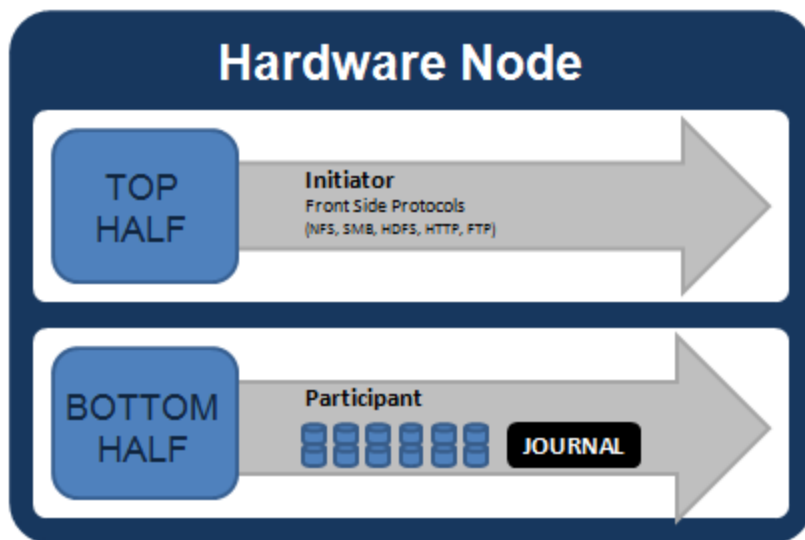 Hardware Node
TOP
HALF
Initiator
Front Side Protocols
(NFS, SMB, HDFS, HTTP, FTP)
BOTTOM
HALF
Participant
JOURNAL